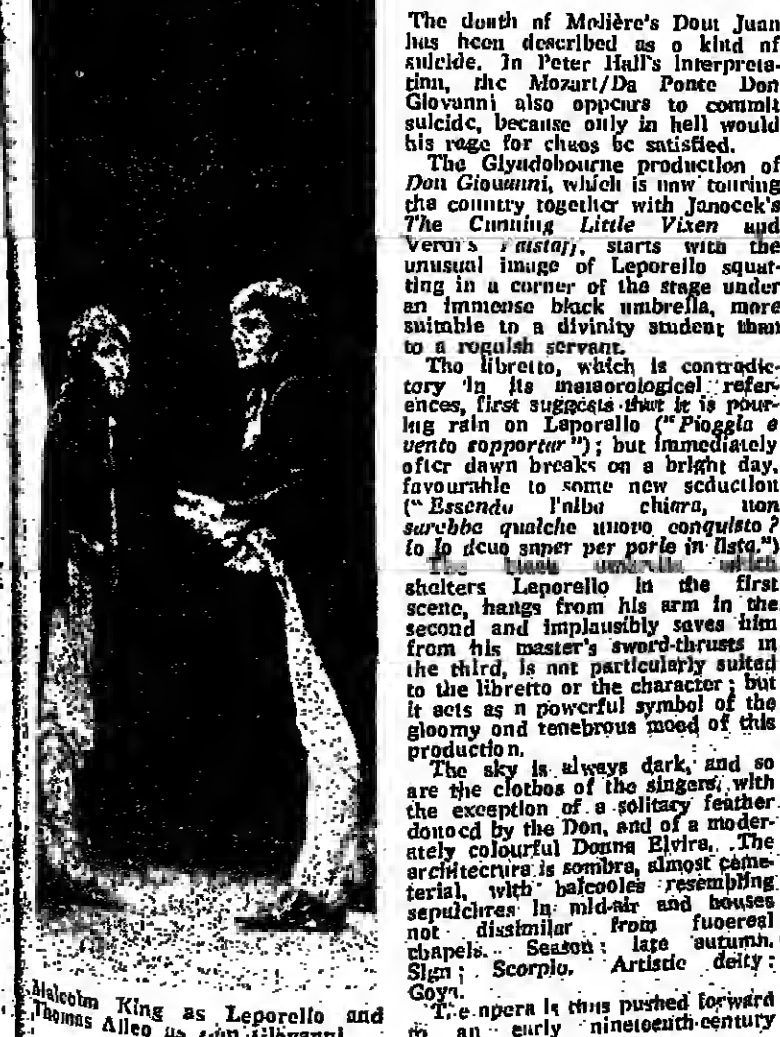 The death of Molière's Dom Juan
has been described as a kind of
suicide. In Peter Hall's interpreta-
tion, the Mozart/Da Ponte Don
Giovanni also appears to commit
suicide, because only in hell would
his rage for chaos be satisfied.
The Glyndebourne production of
Don Giovanni, which is now touring
the country together with Janocek's
The Cunning Little Vixen and
Verdi's Falstaff, starts with the
unusual image of Leporello squat-
ting in a corner of the stage under
an immense black umbrella, more
suitable to a divinity student than
to a roguish servant.
The libretto, which is contradic-
tory in its meteorological refer-
ences, first suggests that it is pour-
ing rain on Leporello ("Pioggia e
vento sopportar"); but immediately
after dawn breaks on a bright day,
favourable to some new seduction
("Essendo l'alba chiara, non
sarebbe qualche nuova conquista?
Io lo devo saper per porla in lista.")
The black umbrella which
shelters Leporello in the first
scene, hangs from his arm in the
second and implausibly saves him
from his master's sword-thrusts in
the third, is not particularly suited
to the libretto or the character; but
it acts as a powerful symbol of the
gloomy and tenebrous mood of this
production.
The sky is always dark, and so
are the clothes of the singers, with
the exception of a solitary feather
donned by the Don, and of a moder-
ately colourful Donna Elvira. The
architecture is sombre, almost ceme-
terial, with balconies resembling
sepulchres in mid-air and houses
not dissimilar from funereal
chapels. Season: late autumn.
Sign: Scorpio. Artistic deity:
Goya.
The opera is thus pushed forward
to an early nineteenth-century
Malcolm King as Leporello and
Thomas Allen as Don Giovanni